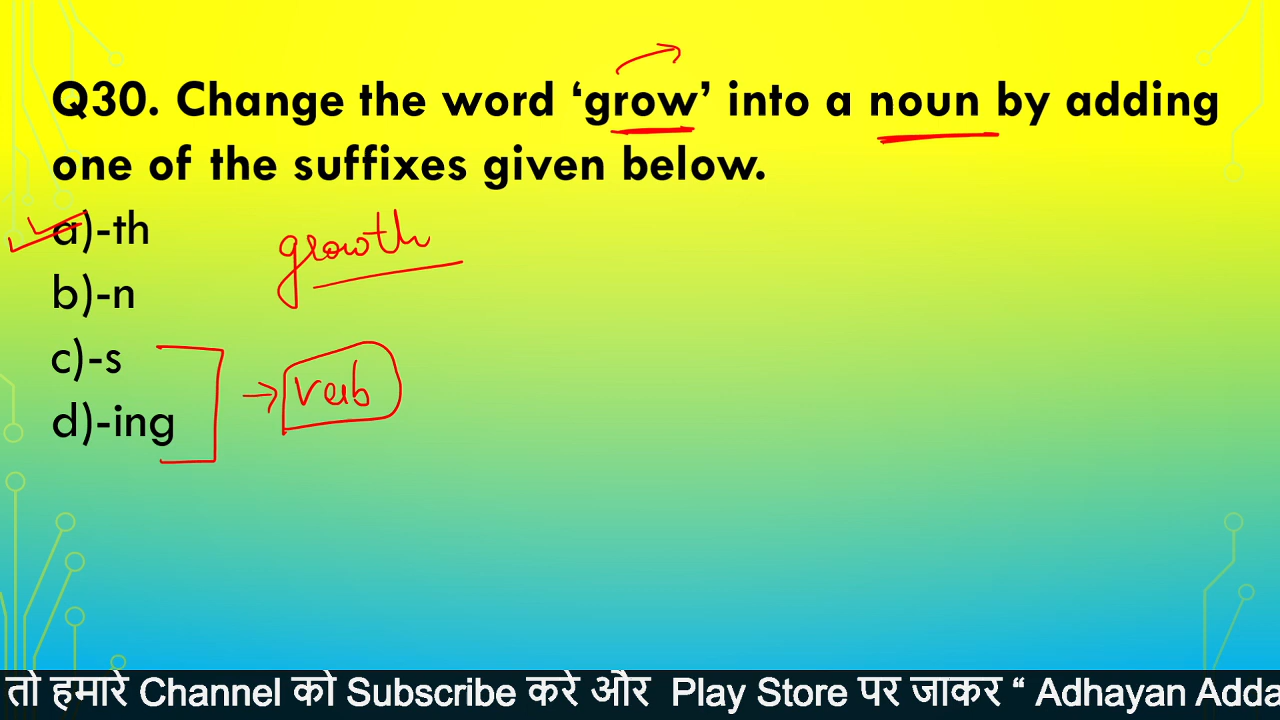 Q30. Change the word ‘grow’ into a noun by adding
one of the suffixes given below.
a)-th
growth
b)-n
c)-s
verb
d)-ing
तो हमारे Channel को Subscribe करे और Play Store पर जाकर “ Adhayan Adda